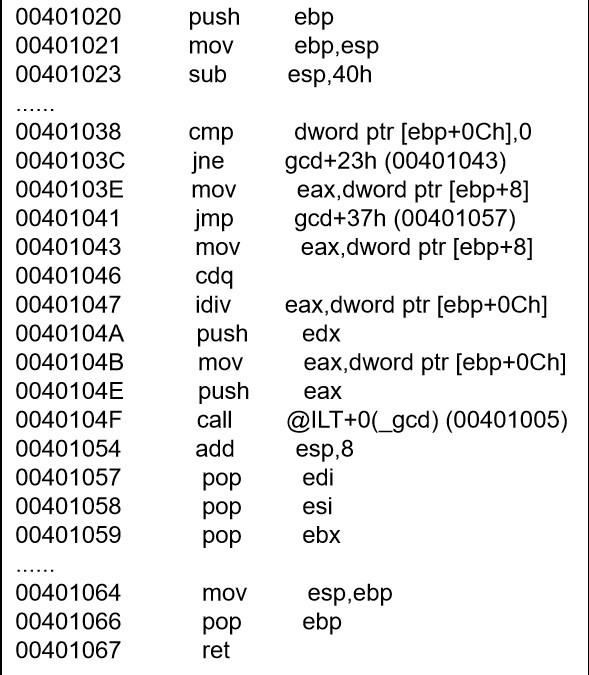 00401020 push ebp
00401021 mov ebp,esp
00401023 sub esp,40h
......
00401038 cmp dword ptr [ebp+0Ch],0
0040103C jne gcd+23h (00401043)
0040103E mov eax,dword ptr [ebp+8]
00401041 jmp gcd+37h (00401057)
00401043 mov eax,dword ptr [ebp+8]
00401046 cdq
00401047 idiv eax,dword ptr [ebp+0Ch]
0040104A push edx
0040104B mov eax,dword ptr [ebp+0Ch]
0040104E push eax
0040104F call @ILT+0(_gcd) (00401005)
00401054 add esp,8
00401057 pop edi
00401058 pop esi
00401059 pop ebx
......
00401064 mov esp,ebp
00401066 pop ebp
00401067 ret